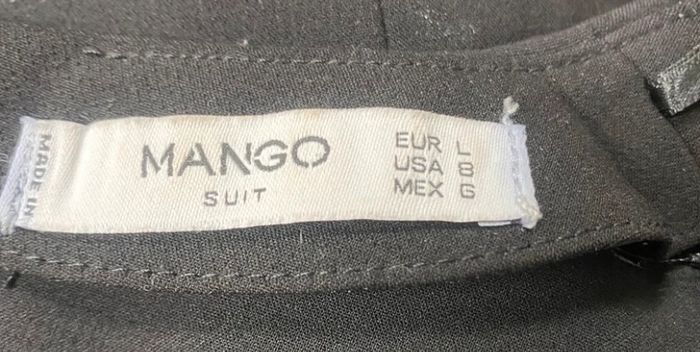 MADE IN
MANGO
SUIT
EUR L
USA 8
MEX G